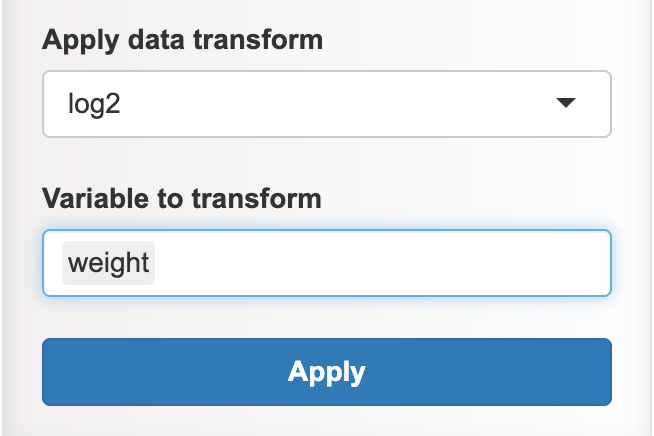 Apply data transform
log2
Variable to transform
weight
Apply